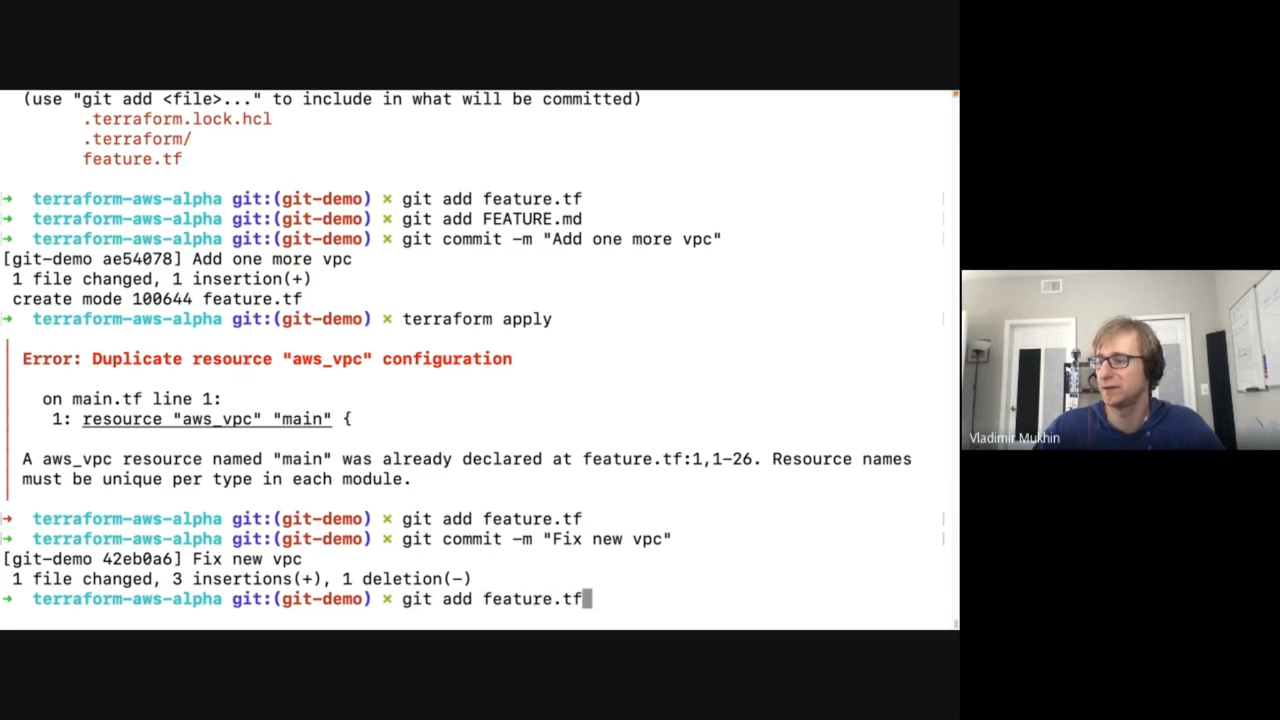 (use "git add <file>..." to include in what will be committed)
.terraform.lock.hcl
.terraform/
feature.tf
➜ terraform-aws-alpha git:(git-demo) × git add feature.tf
➜ terraform-aws-alpha git:(git-demo) × git add FEATURE.md
➜ terraform-aws-alpha git:(git-demo) × git commit -m "Add one more vpc"
[git-demo ae54078] Add one more vpc
1 file changed, 1 insertion(+)
create mode 100644 feature.tf
➜ terraform-aws-alpha git:(git-demo) × terraform apply
Error: Duplicate resource "aws_vpc" configuration
on main.tf line 1:
1: resource "aws_vpc" "main" {
A aws_vpc resource named "main" was already declared at feature.tf:1,1-26. Resource names
must be unique per type in each module.
➜ terraform-aws-alpha git:(git-demo) × git add feature.tf
➜ terraform-aws-alpha git:(git-demo) × git commit -m "Fix new vpc"
[git-demo 42eb0a6] Fix new vpc
1 file changed, 3 insertions(+), 1 deletion(-)
➜ terraform-aws-alpha git:(git-demo) × git add feature.tf
Vladimir Mukhin